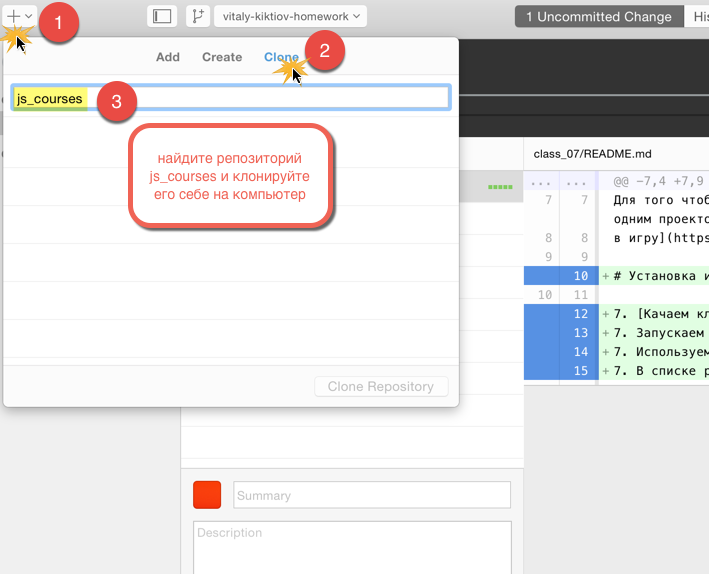 1
vitaly-kiktiov-homework
1 Uncommitted Change
His
2
Add
Create
Clone
js_courses
3
найдите репозиторий
js_courses и клонируйте
его себе на компьютер
Clone Repository
class_07/README.md
... ... @@ -7,4 +7,9
7 7 Для того чтоб
одним проекто
8 8 в игру](https
9 9
10 + # Установка и
10 11
12 + 7. [Качаем кл
13 + 7. Запускаем
14 + 7. Используем
15 + 7. В списке р
Summary
Description